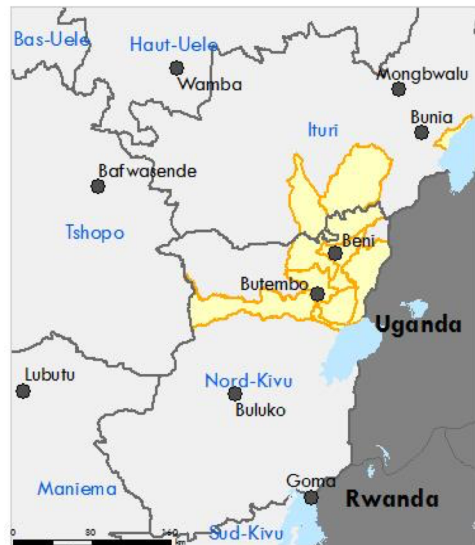 Bas-Uele
Haut-Uele
Wamba
Mongbwalu
Bunia
Ituri
Bafwasende
Tshopo
Beni
Butembo
Uganda
Lubutu
Nord-Kivu
Buluko
Maniema
Goma
Rwanda
Sud-Kivu
0
80